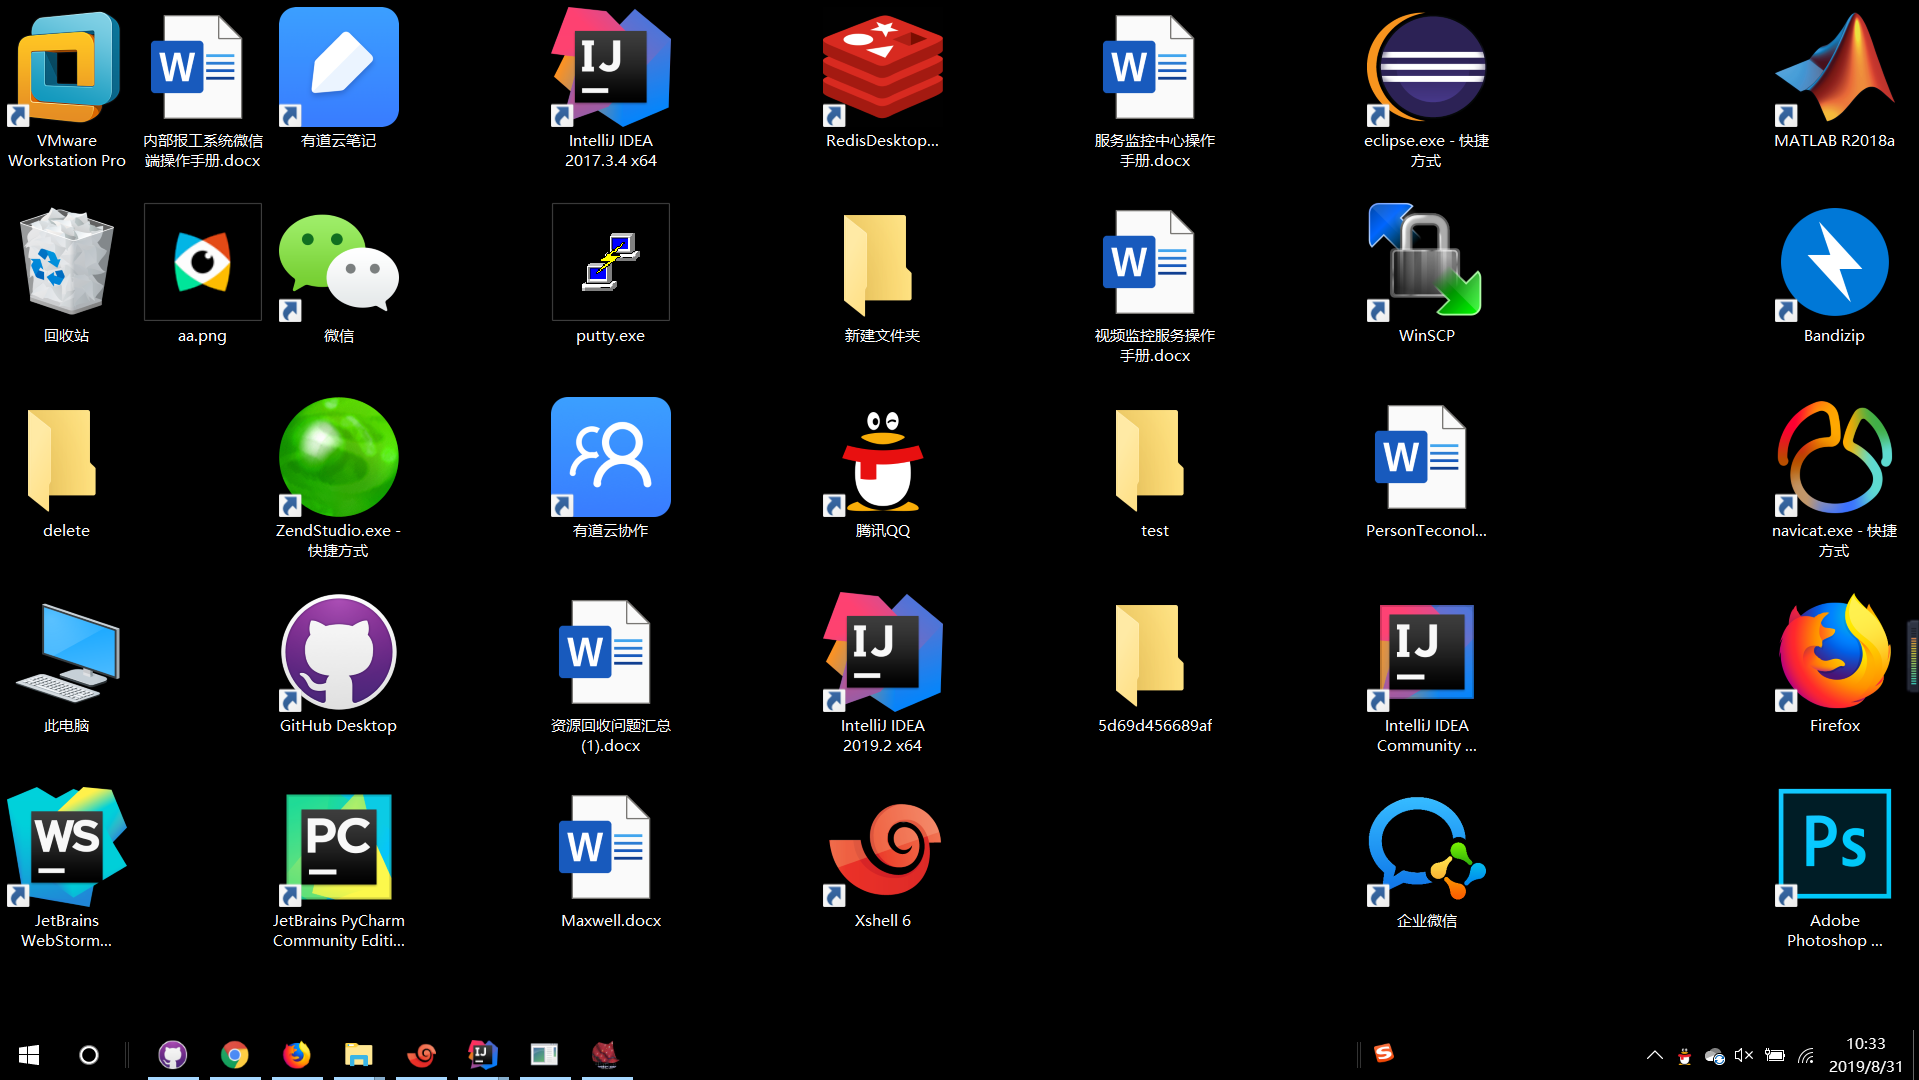 VMware
Workstation Pro
W
内部报工系统微信
端操作手册.docx
有道云笔记
IJ
IntelliJ IDEA
2017.3.4 x64
RedisDesktop...
W
服务监控中心操作
手册.docx
eclipse.exe - 快捷
方式
MATLAB R2018a
回收站
aa.png
微信
putty.exe
新建文件夹
W
视频监控服务操作
手册.docx
WinSCP
Bandizip
delete
ZendStudio.exe -
快捷方式
有道云协作
腾讯QQ
test
W
PersonTeconol...
navicat.exe - 快捷
方式
此电脑
GitHub Desktop
W
资源回收问题汇总
(1).docx
IJ
IntelliJ IDEA
2019.2 x64
5d69d456689af
IJ
IntelliJ IDEA
Community ...
Firefox
WS
JetBrains
WebStorm...
PC
JetBrains PyCharm
Community Editi...
W
Maxwell.docx
Xshell 6
企业微信
Ps
Adobe
Photoshop ...
IJ
S
10:33
2019/8/31